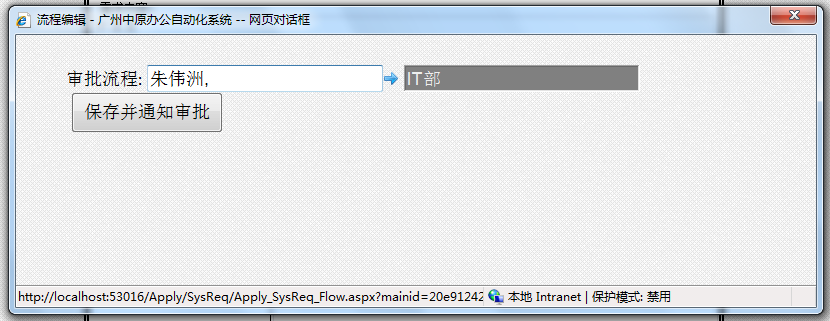 流程编辑 - 广州中原办公自动化系统 -- 网页对话框
审批流程: 朱伟洲, IT部
保存并通知审批
http://localhost:53016/Apply/SysReq/Apply_SysReq_Flow.aspx?mainid=20e91242 本地 Intranet | 保护模式: 禁用